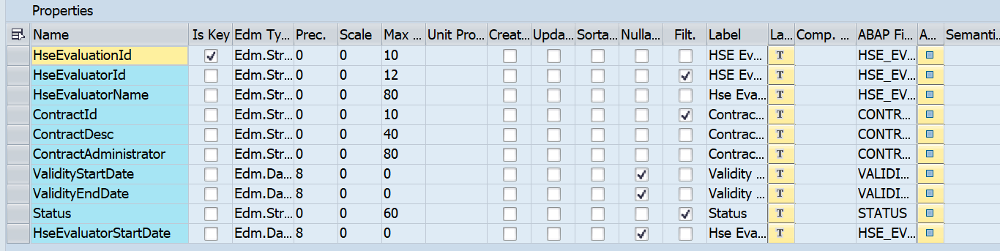 Properties
Name Is Key Edm Ty... Prec. Scale Max ... Unit Pro... Creat... Upda... Sorta... Nulla... Filt. Label La... Comp. ... ABAP Fi... A... Semanti...
HseEvaluationId Edm.Str... 0 0 10 HSE Ev... T HSE_EV...
HseEvaluatorId Edm.Str... 0 0 12 HSE Ev... T HSE_EV...
HseEvaluatorName Edm.Str... 0 0 80 Hse Eva... T HSE_EV...
ContractId Edm.Str... 0 0 10 Contrac... T CONTR...
ContractDesc Edm.Str... 0 0 40 Contrac... T CONTR...
ContractAdministrator Edm.Str... 0 0 80 Contrac... T CONTR...
ValidityStartDate Edm.Da... 8 0 0 Validity ... T VALIDI...
ValidityEndDate Edm.Da... 8 0 0 Validity ... T VALIDI...
Status Edm.Str... 0 0 60 Status T STATUS
HseEvaluatorStartDate Edm.Da... 8 0 0 Hse Eva... T HSE_EV...